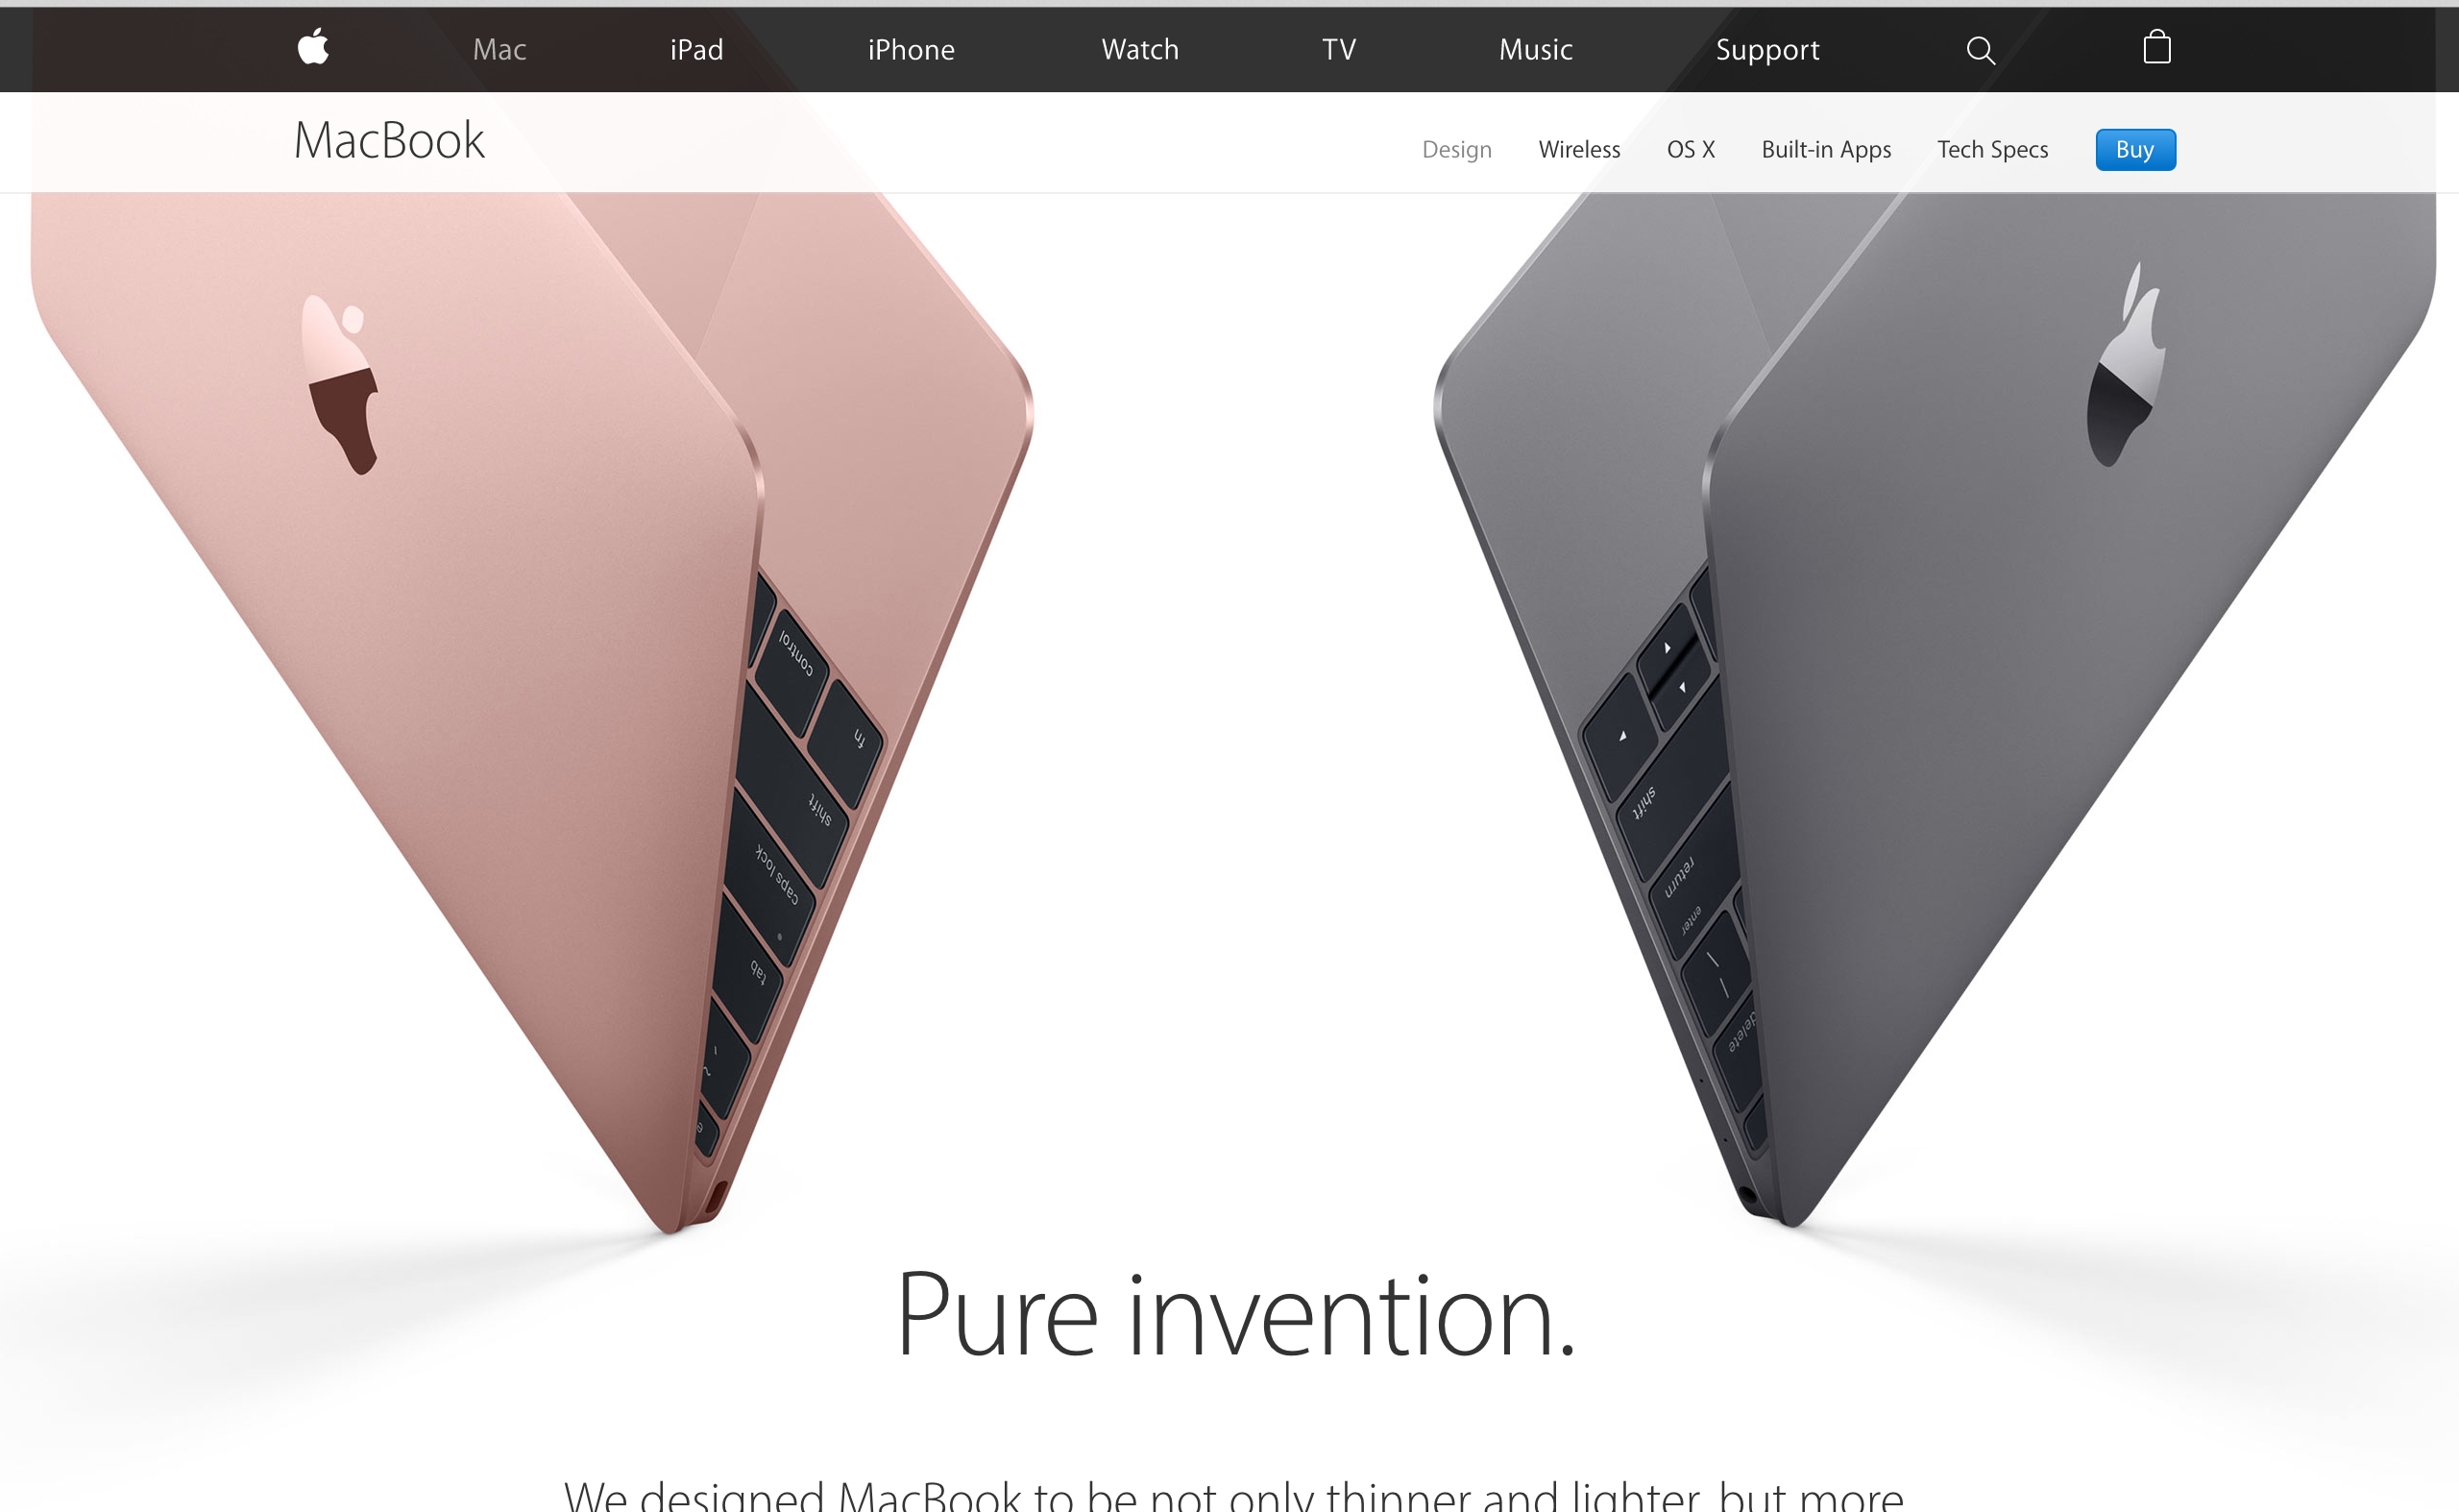 Mac iPad iPhone Watch TV Music Support
MacBook
Design Wireless OS X Built-in Apps Tech Specs Buy
control
fn
shift
caps lock
tab
~
shift
return
enter
delete
Pure invention.
We designed MacBook to be not only thinner and lighter, but more